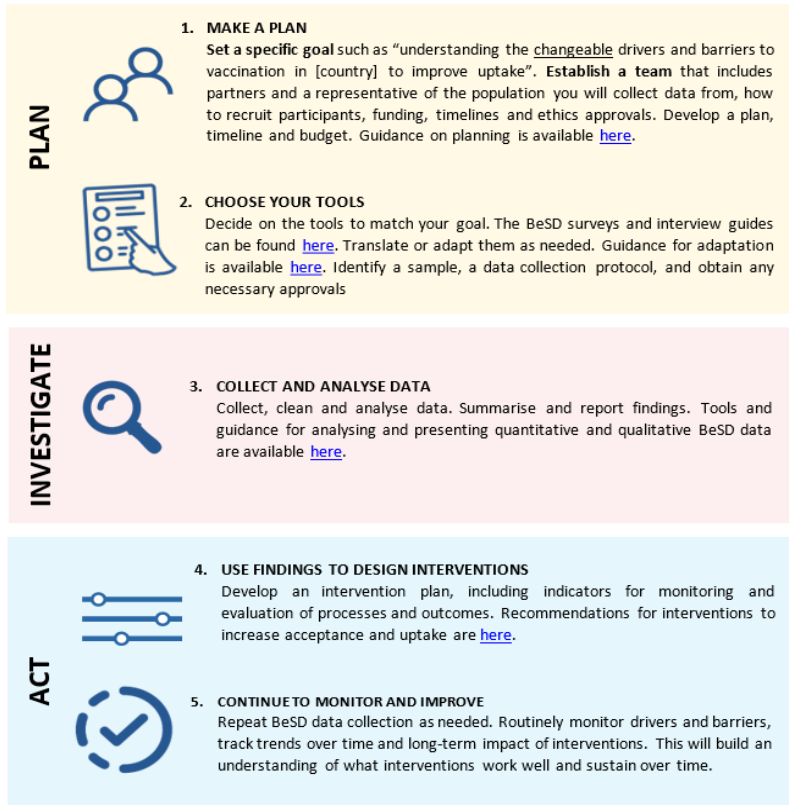 PLAN
1. MAKE A PLAN
Set a specific goal such as “understanding the changeable drivers and barriers to
vaccination in [country] to improve uptake”. Establish a team that includes
partners and a representative of the population you will collect data from, how
to recruit participants, funding, timelines and ethics approvals. Develop a plan,
timeline and budget. Guidance on planning is available here.
2. CHOOSE YOUR TOOLS
Decide on the tools to match your goal. The BeSD surveys and interview guides
can be found here. Translate or adapt them as needed. Guidance for adaptation
is available here. Identify a sample, a data collection protocol, and obtain any
necessary approvals
INVESTIGATE
3. COLLECT AND ANALYSE DATA
Collect, clean and analyse data. Summarise and report findings. Tools and
guidance for analysing and presenting quantitative and qualitative BeSD data
are available here.
ACT
4. USE FINDINGS TO DESIGN INTERVENTIONS
Develop an intervention plan, including indicators for monitoring and
evaluation of processes and outcomes. Recommendations for interventions to
increase acceptance and uptake are here.
5. CONTINUE TO MONITOR AND IMPROVE
Repeat BeSD data collection as needed. Routinely monitor drivers and barriers,
track trends over time and long-term impact of interventions. This will build an
understanding of what interventions work well and sustain over time.